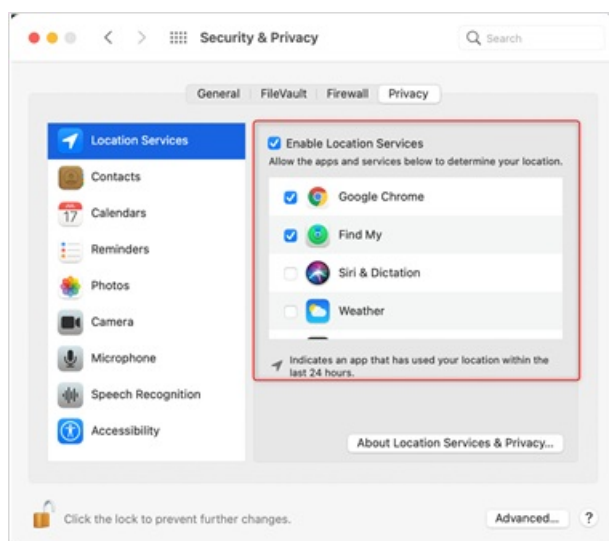 Security & Privacy
Search
General FileVault Firewall Privacy
Location Services
Contacts
17
Calendars
Reminders
Photos
Camera
Microphone
Speech Recognition
Accessibility
Enable Location Services
Allow the apps and services below to determine your location.
Google Chrome
Find My
Siri & Dictation
Weather
Indicates an app that has used your location within the
last 24 hours.
About Location Services & Privacy...
Click the lock to prevent further changes.
Advanced...
?